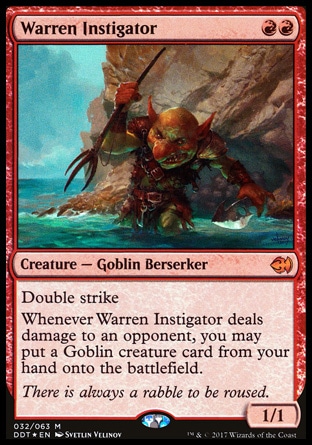 Warren Instigator
Creature — Goblin Berserker
Double strike
Whenever Warren Instigator deals
damage to an opponent, you may
put a Goblin creature card from your
hand onto the battlefield.
There is always a rabble to be roused.
1/1
032/063 M
DDT ★ EN Svetlin Velinov
™ & © 2017 Wizards of the Coast